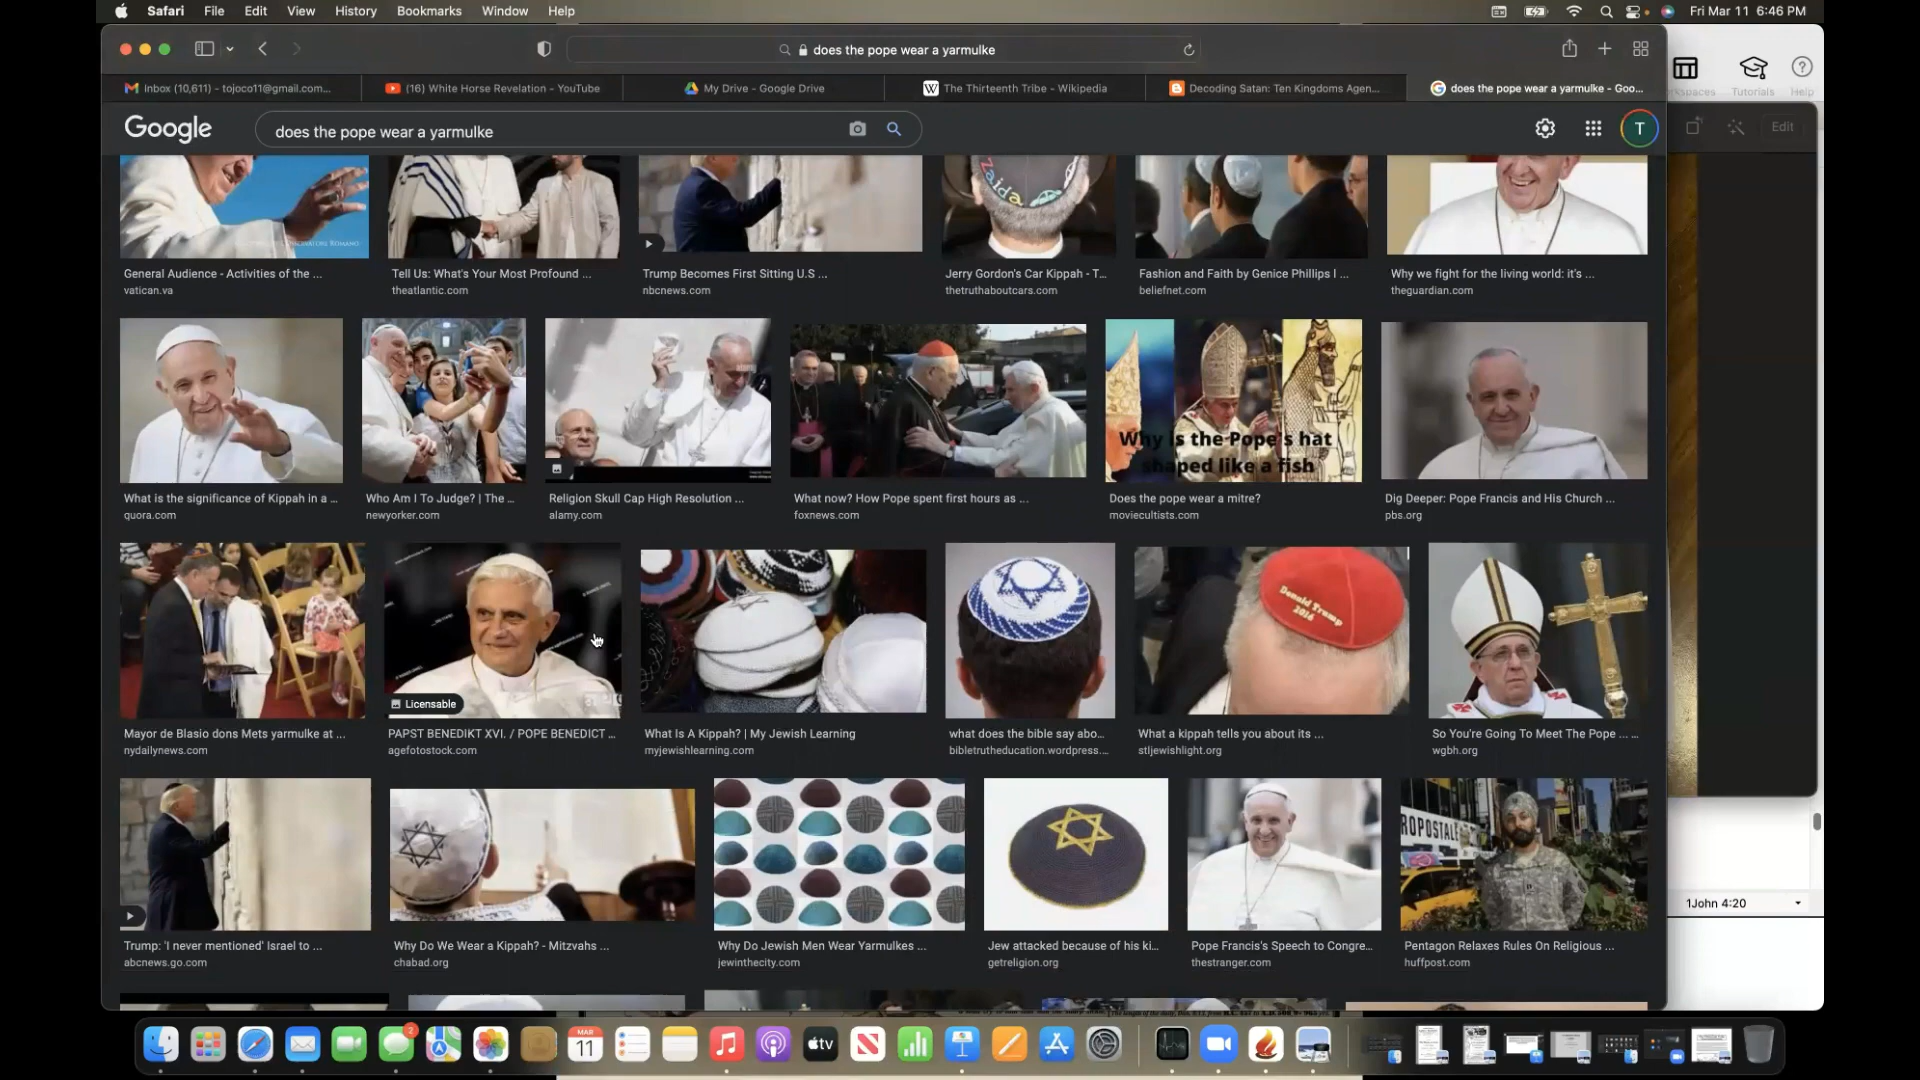 Safari File Edit View History Bookmarks Window Help Fri Mar 11 6:46 PM
does the pope wear a yarmulke
Inbox (10,611) - tojoco11@gmail.com... (16) White Horse Revelation - YouTube My Drive - Google Drive The Thirteenth Tribe - Wikipedia Decoding Satan: Ten Kingdoms Agen... does the pope wear a yarmulke - Goo...
Tutorials Help
Google does the pope wear a yarmulke T Edit
zaida
General Audience - Activities of the ... Tell Us: What's Your Most Profound ... Trump Becomes First Sitting U.S ... Jerry Gordon's Car Kippah - T... Fashion and Faith by Genice Phillips I ... Why we fight for the living world: it's ...
vatican.va theatlantic.com nbcnews.com thetruthaboutcars.com beliefnet.com theguardian.com
Why is the Pope's hat
shaped like a fish
What is the significance of Kippah in a ... Who Am I To Judge? | The ... Religion Skull Cap High Resolution ... What now? How Pope spent first hours as ... Does the pope wear a mitre? Dig Deeper: Pope Francis and His Church ...
quora.com newyorker.com alamy.com foxnews.com moviecultists.com pbs.org
Donald Trump
2016
Licensable
Mayor de Blasio dons Mets yarmulke at ... PAPST BENEDIKT XVI. / POPE BENEDICT ... What Is A Kippah? | My Jewish Learning what does the bible say abo... What a kippah tells you about its ... So You're Going To Meet The Pope ... ...
nydailynews.com agefotostock.com myjewishlearning.com bibletrutheducation.wordpress... stljewishlight.org wgbh.org
ROPOSTALE
1John 4:20
Trump: 'I never mentioned' Israel to ... Why Do We Wear a Kippah? - Mitzvahs ... Why Do Jewish Men Wear Yarmulkes ... Jew attacked because of his ki... Pope Francis's Speech to Congre... Pentagon Relaxes Rules On Religious ...
abcnews.go.com chabad.org jewinthecity.com getreligion.org thestranger.com huffpost.com
2 MAR 11 tv